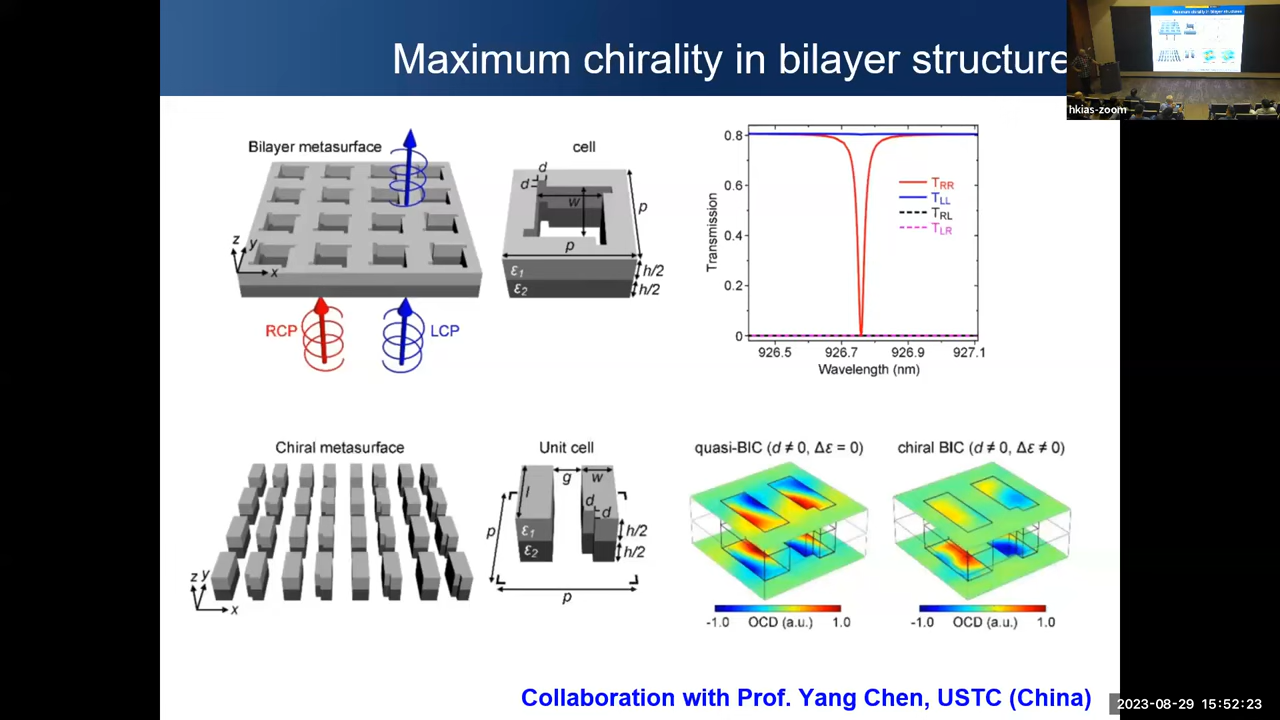 Maximum chirality in bilayer structure
hkias-zoom
Bilayer metasurface
z
y
x
RCP
LCP
cell
d
d
w
p
p
ε1
ε2
h/2
h/2
Transmission
0.8
0.6
0.4
0.2
0
TRR
TLL
TRL
TLR
926.5
926.7
926.9
927.1
Wavelength (nm)
Chiral metasurface
z
y
x
Unit cell
g
w
l
d
d
p
ε1
ε2
h/2
h/2
p
quasi-BIC (d ≠ 0, Δε = 0)
-1.0 OCD (a.u.) 1.0
chiral BIC (d ≠ 0, Δε ≠ 0)
-1.0 OCD (a.u.) 1.0
Collaboration with Prof. Yang Chen, USTC (China)
2023-08-29 15:52:23